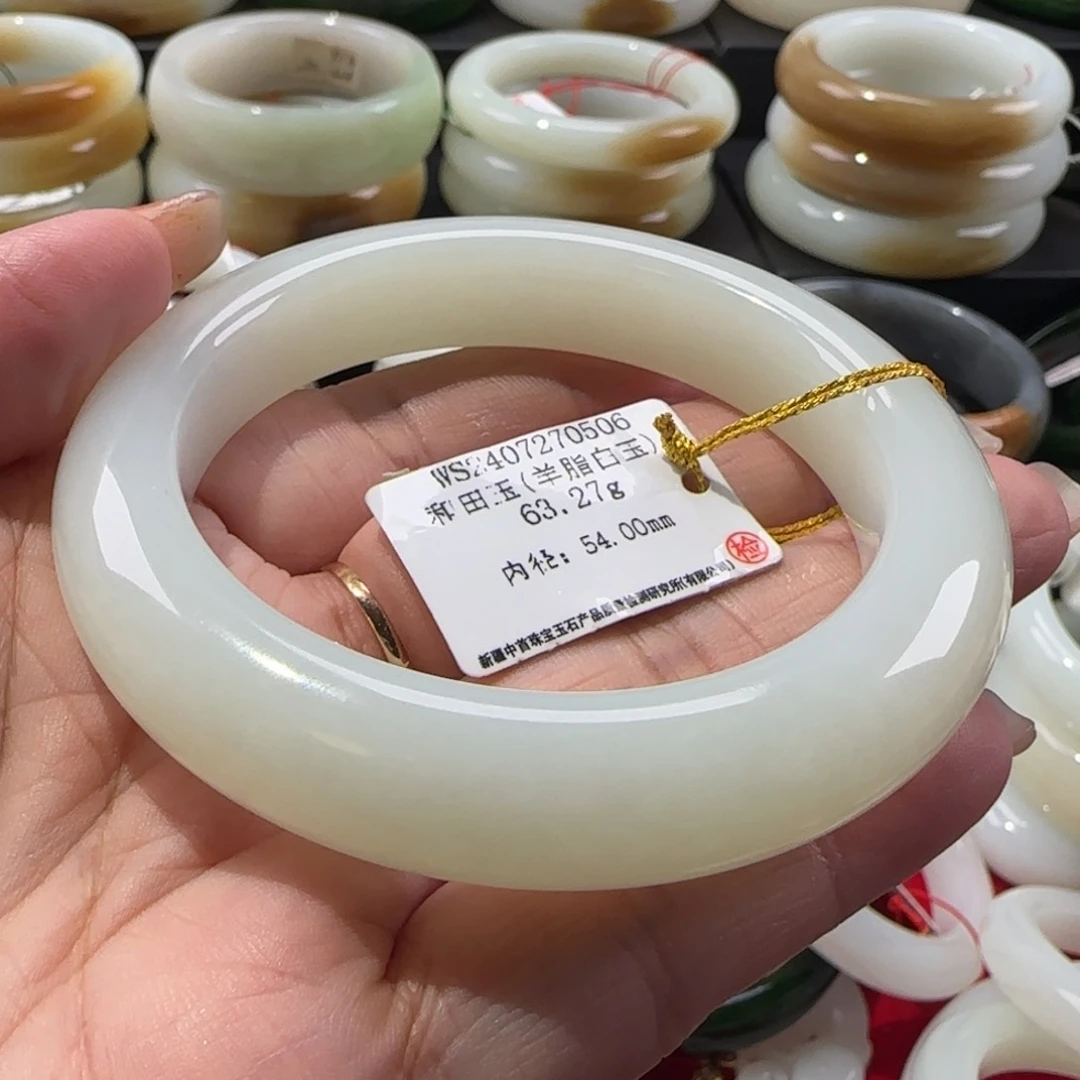 WS2407270506
和田玉(羊脂白玉)
63.27g
内径: 54.00mm
检
新疆中首珠宝玉石产品质量检测研究所(有限公司)